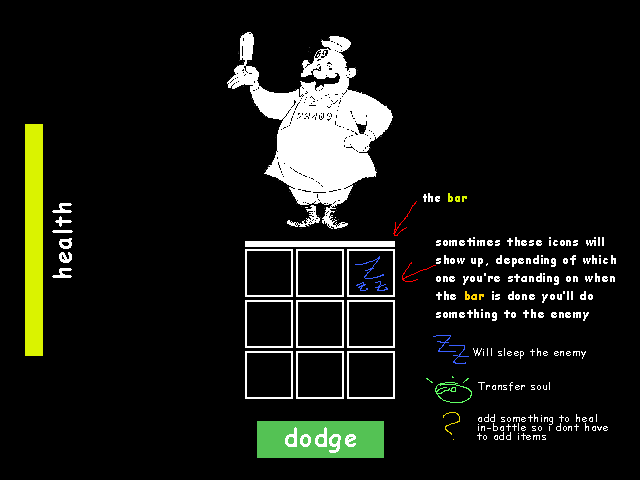 the bar
sometimes these icons will
show up, depending of which
one you're standing on when
the bar is done you'll do
something to the enemy
health
Z
z z
ZZ Will sleep the enemy
Transfer soul
? add something to heal
in-battle so i dont have
to add items
dodge